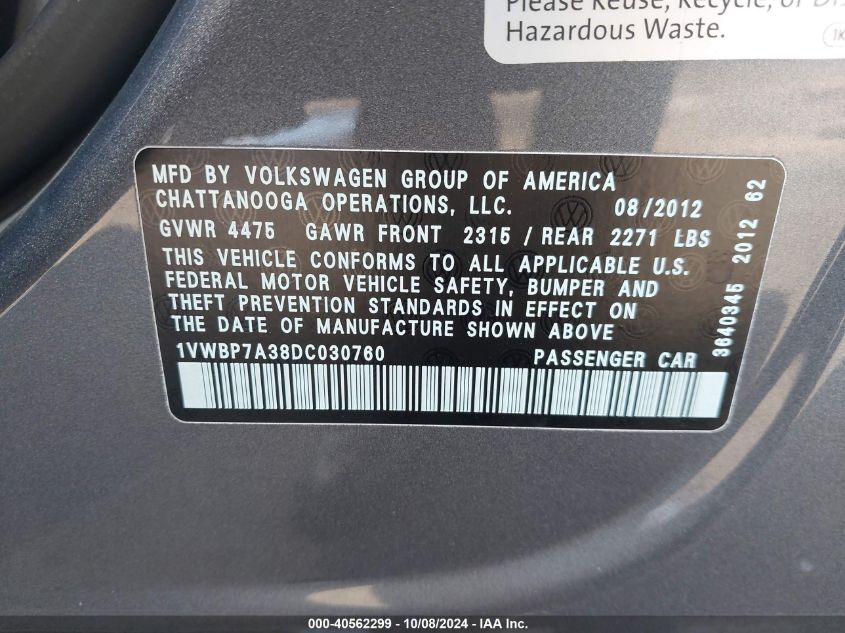 Please Reuse, Recycle, or
Hazardous Waste.
MFD BY VOLKSWAGEN GROUP OF AMERICA
CHATTANOOGA OPERATIONS, LLC. 08/2012
GVWR 4475 GAWR FRONT 2315 / REAR 2271 LBS
THIS VEHICLE CONFORMS TO ALL APPLICABLE U.S.
FEDERAL MOTOR VEHICLE SAFETY, BUMPER AND
THEFT PREVENTION STANDARDS IN EFFECT ON
THE DATE OF MANUFACTURE SHOWN ABOVE
1VWBP7A38DC030760 PASSENGER CAR
3640345 2012 62
000-40562299 - 10/08/2024 - IAA Inc.